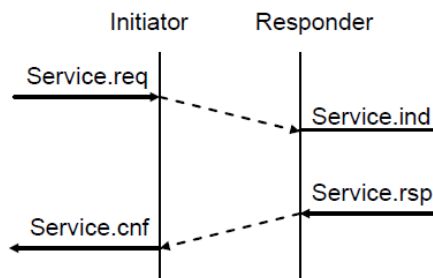 Initiator Responder
Service.req
Service.ind
Service.rsp
Service.cnf